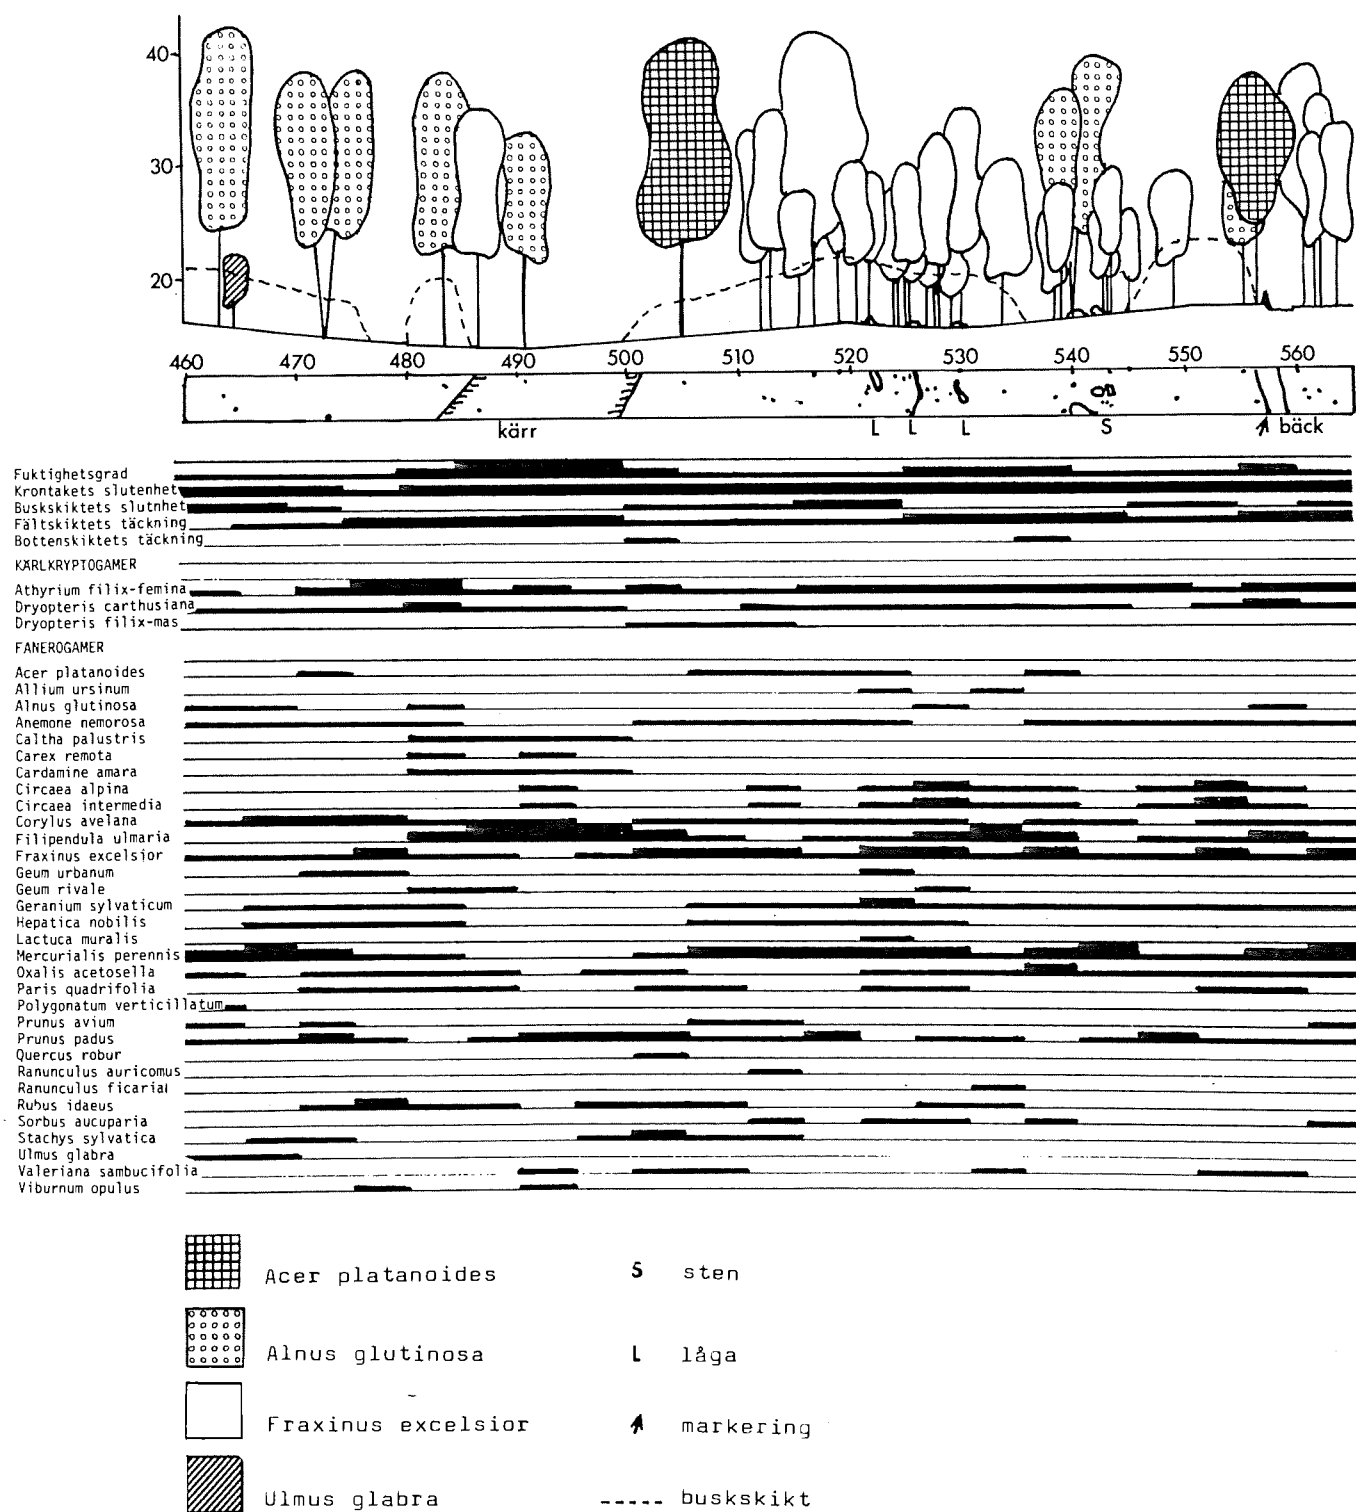 40
30
20
460 470 480 490 500 510 520 530 540 550 560
kärr L L L S bäck
Fuktighetsgrad
Krontakets slutenhet
Buskskiktets slutnhet
Fältskiktets täckning
Bottenskiktets täckning
KÄRLKRYPTOGAMER
Athyrium filix-femina
Dryopteris carthusiana
Dryopteris filix-mas
FANEROGAMER
Acer platanoides
Allium ursinum
Alnus glutinosa
Anemone nemorosa
Caltha palustris
Carex remota
Cardamine amara
Circaea alpina
Circaea intermedia
Corylus avelana
Filipendula ulmaria
Fraxinus excelsior
Geum urbanum
Geum rivale
Geranium sylvaticum
Hepatica nobilis
Lactuca muralis
Mercurialis perennis
Oxalis acetosella
Paris quadrifolia
Polygonatum verticillatum
Prunus avium
Prunus padus
Quercus robur
Ranunculus auricomus
Ranunculus ficarial
Rubus idaeus
Sorbus aucuparia
Stachys sylvatica
Ulmus glabra
Valeriana sambucifolia
Viburnum opulus
Acer platanoides S sten
Alnus glutinosa L låga
Fraxinus excelsior markering
Ulmus glabra buskskikt